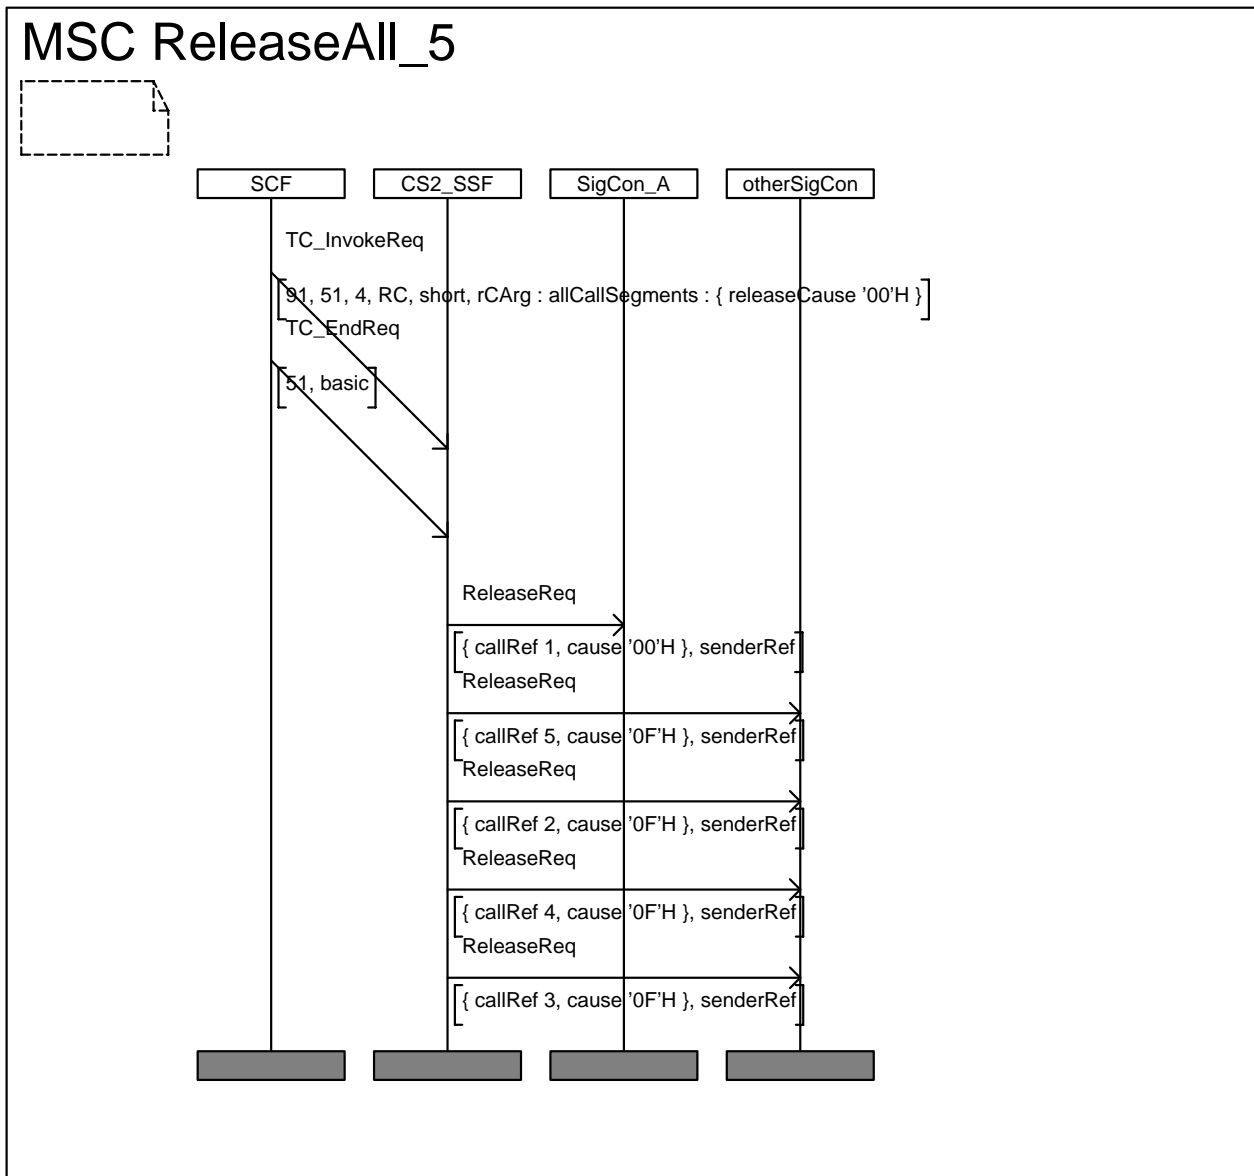 MSC ReleaseAll_5
SCF CS2_SSF SigCon_A otherSigCon
TC_InvokeReq
91, 51, 4, RC, short, rCArg : allCallSegments : { releaseCause '00'H }
TC_EndReq
51, basic
ReleaseReq
{ callRef 1, cause '00'H }, senderRef
ReleaseReq
{ callRef 5, cause '0F'H }, senderRef
ReleaseReq
{ callRef 2, cause '0F'H }, senderRef
ReleaseReq
{ callRef 4, cause '0F'H }, senderRef
ReleaseReq
{ callRef 3, cause '0F'H }, senderRef